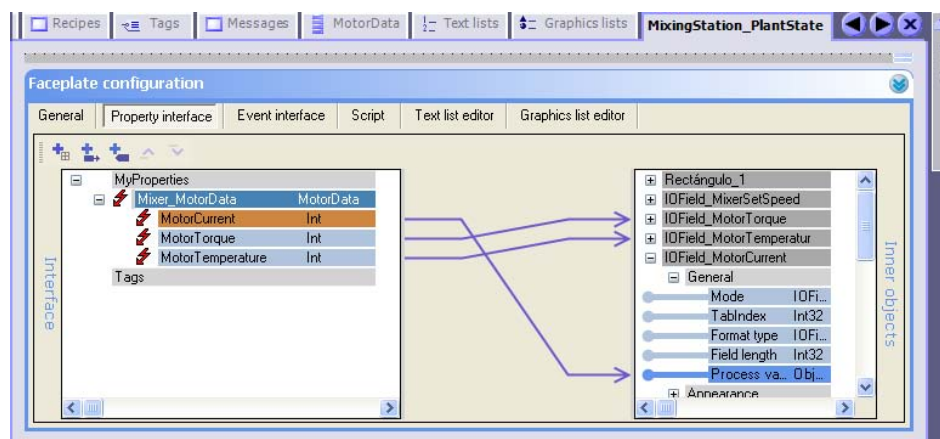 Recipes Tags Messages MotorData Text lists Graphics lists MixingStation_PlantState
Faceplate configuration
General Property interface Event interface Script Text list editor Graphics list editor
Interface
MyProperties
Mixer_MotorData MotorData
MotorCurrent Int
MotorTorque Int
MotorTemperature Int
Tags
Rectángulo_1
IOField_MixerSetSpeed
IOField_MotorTorque
IOField_MotorTemperatur
IOField_MotorCurrent
General
Mode IOFi...
TabIndex Int32
Format type IOFi...
Field length Int32
Process va... Obj...
Appearance
Inner objects